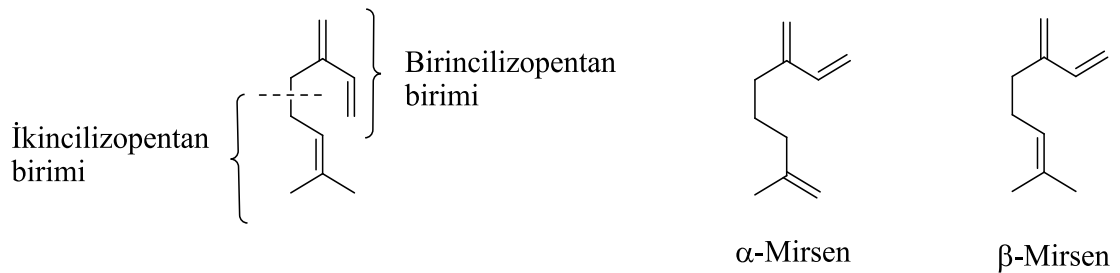 Birincilizopentan
birimi
İkincilizopentan
birimi
α-Mirsen
β-Mirsen